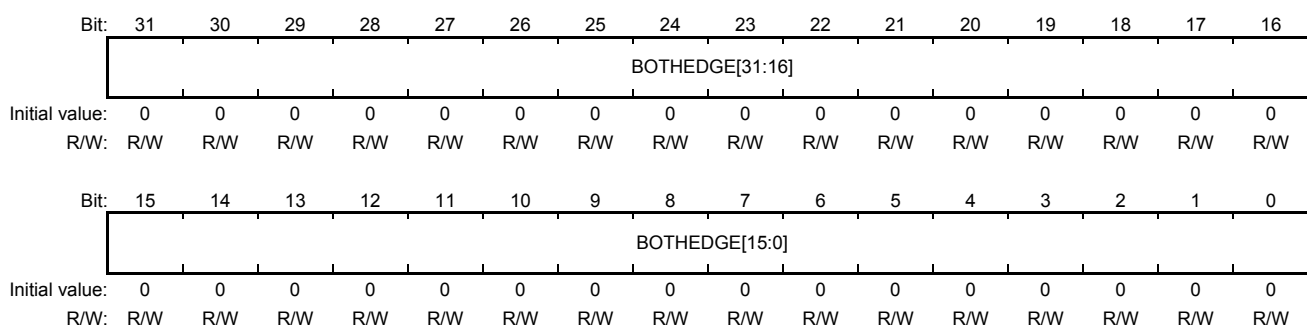 Bit: 31 30 29 28 27 26 25 24 23 22 21 20 19 18 17 16
BOTHEDGE[31:16]
Initial value: 0 0 0 0 0 0 0 0 0 0 0 0 0 0 0 0
R/W: R/W R/W R/W R/W R/W R/W R/W R/W R/W R/W R/W R/W R/W R/W R/W R/W
Bit: 15 14 13 12 11 10 9 8 7 6 5 4 3 2 1 0
BOTHEDGE[15:0]
Initial value: 0 0 0 0 0 0 0 0 0 0 0 0 0 0 0 0
R/W: R/W R/W R/W R/W R/W R/W R/W R/W R/W R/W R/W R/W R/W R/W R/W R/W